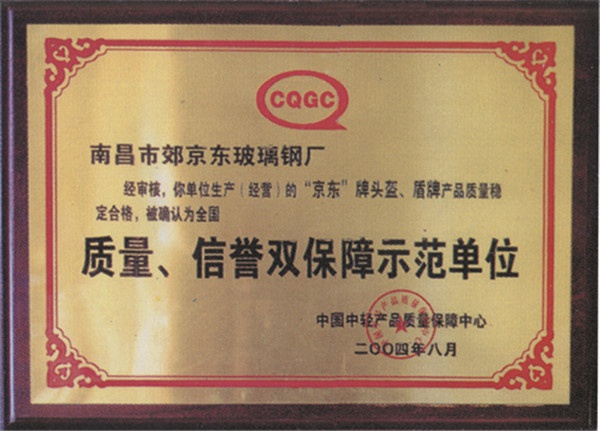 CQGC
南昌市郊京东玻璃钢厂
经审核,你单位生产(经营)的“京东”牌头盔、盾牌产品质量稳
定合格,被确认为全国
质量、信誉双保障示范单位
中国中轻产品质量保障中心
二〇〇四年八月